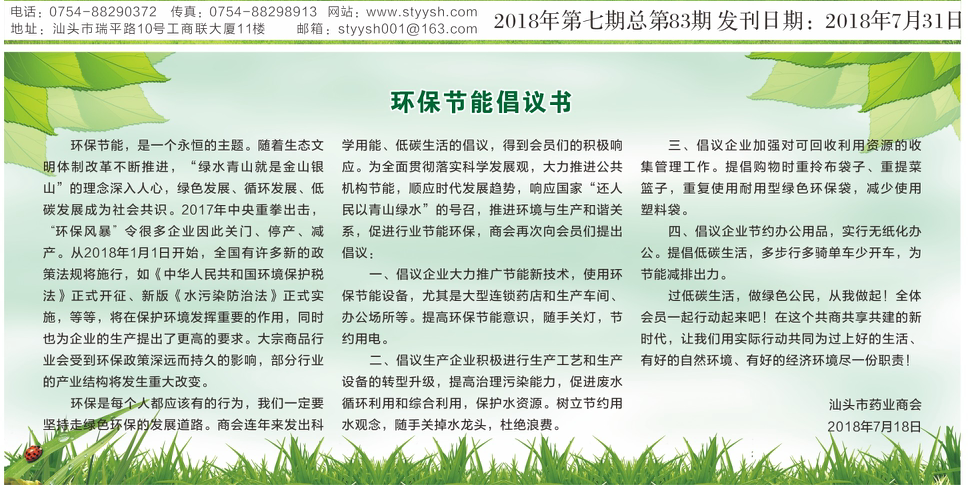 电话：0754-88290372　传真：0754-88298913　网站：www.styysh.com
地址：汕头市瑞平路10号工商联大厦11楼　　邮箱：styysh001@163.com
2018年第七期总第83期 发刊日期：2018年7月31日
环保节能倡议书
环保节能，是一个永恒的主题。随着生态文
明体制改革不断推进，“绿水青山就是金山银
山”的理念深入人心，绿色发展、循环发展、低
碳发展成为社会共识。2017年中央重拳出击，
“环保风暴”令很多企业因此关门、停产、减
产。从2018年1月1日开始，全国有许多新的政
策法规将施行，如《中华人民共和国环境保护税
法》正式开征、新版《水污染防治法》正式实
施，等等，将在保护环境发挥重要的作用，同时
也为企业的生产提出了更高的要求。大宗商品行
业会受到环保政策深远而持久的影响，部分行业
的产业结构将发生重大改变。
环保是每个人都应该有的行为，我们一定要
坚持走绿色环保的发展道路。商会连年来发出科
学用能、低碳生活的倡议，得到会员们的积极响
应。为全面贯彻落实科学发展观，大力推进公共
机构节能，顺应时代发展趋势，响应国家“还人
民以青山绿水”的号召，推进环境与生产和谐关
系，促进行业节能环保，商会再次向会员们提出
倡议：
一、倡议企业大力推广节能新技术，使用环
保节能设备，尤其是大型连锁药店和生产车间、
办公场所等。提高环保节能意识，随手关灯，节
约用电。
二、倡议生产企业积极进行生产工艺和生产
设备的转型升级，提高治理污染能力，促进废水
循环利用和综合利用，保护水资源。树立节约用
水观念，随手关掉水龙头，杜绝浪费。
三、倡议企业加强对可回收利用资源的收
集管理工作。提倡购物时重拎布袋子、重提菜
篮子，重复使用耐用型绿色环保袋，减少使用
塑料袋。
四、倡议企业节约办公用品，实行无纸化办
公。提倡低碳生活，多步行多骑单车少开车，为
节能减排出力。
过低碳生活，做绿色公民，从我做起！全体
会员一起行动起来吧！在这个共商共享共建的新
时代，让我们用实际行动共同为过上好的生活、
有好的自然环境、有好的经济环境尽一份职责！
汕头市药业商会
2018年7月18日